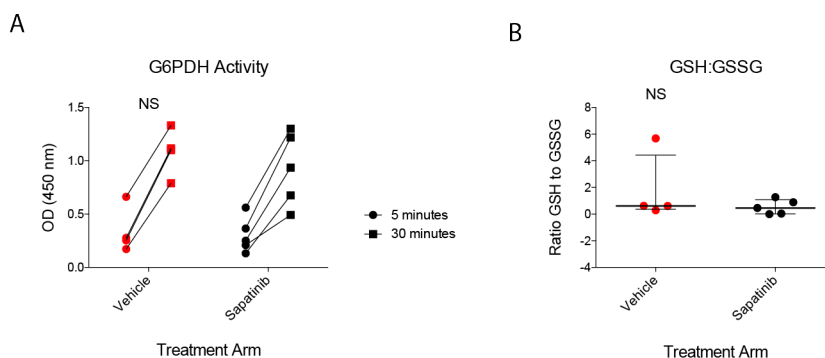 A
G6PDH Activity
NS
OD (450 nm)
1.5
1.0
0.5
0.0
Vehicle
Sapatinib
Treatment Arm
5 minutes
30 minutes
B
GSH:GSSG
NS
Ratio GSH to GSSG
8
6
4
2
0
-2
-4
Vehicle
Sapatinib
Treatment Arm